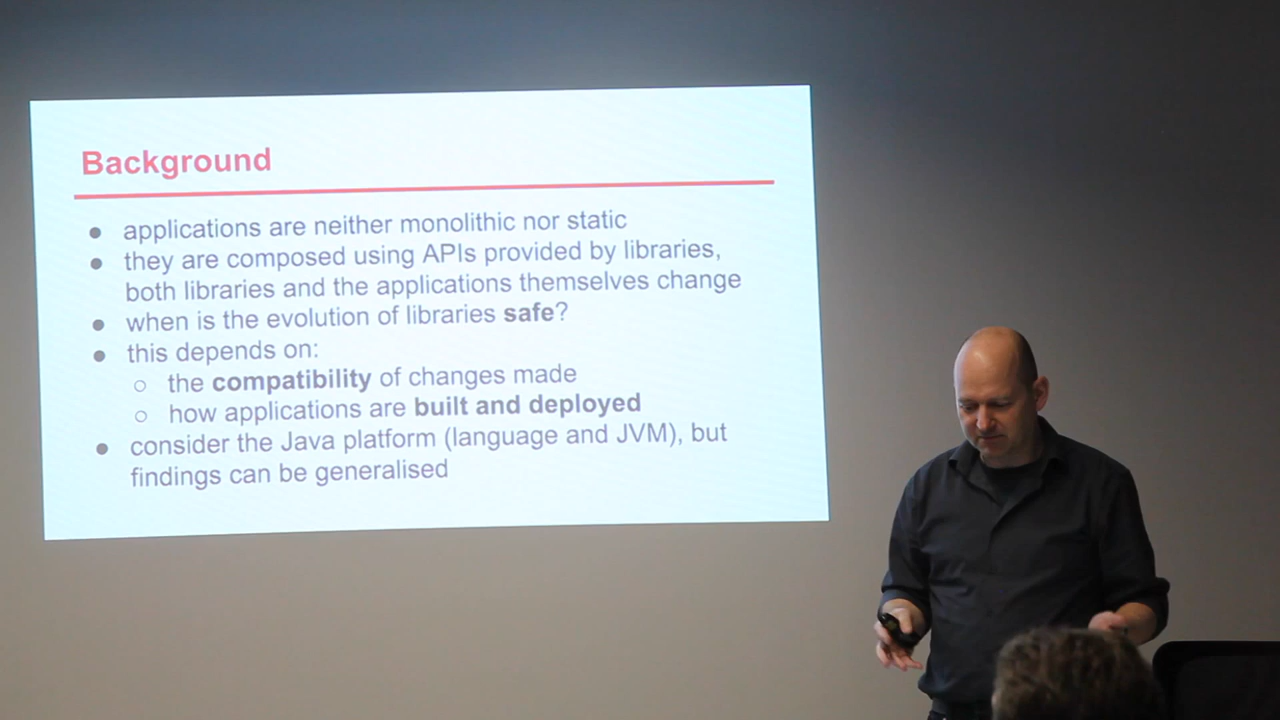 Background
● applications are neither monolithic nor static
● they are composed using APIs provided by libraries,
both libraries and the applications themselves change
● when is the evolution of libraries safe?
● this depends on:
○ the compatibility of changes made
○ how applications are built and deployed
● consider the Java platform (language and JVM), but
findings can be generalised